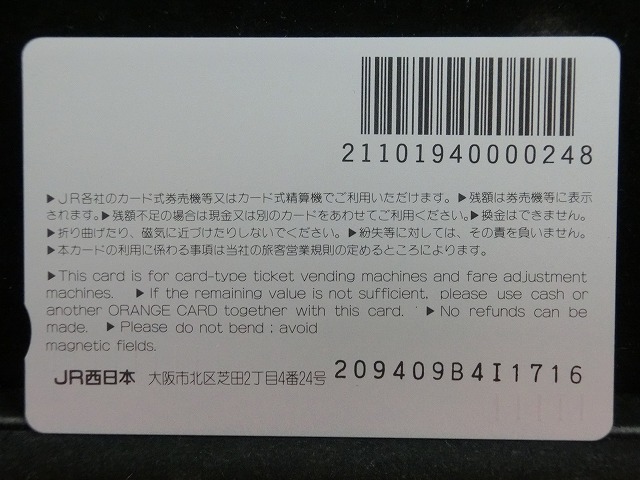 21101940000248
▶JR各社のカード式券売機等又はカード式精算機でご利用いただけます。▶残額は券売機等に表示
されます。▶残額不足の場合は現金又は別のカードをあわせてご利用ください。▶換金はできません。
▶折り曲げたり、磁気に近づけたりしないでください。▶紛失等に対しては、その責を負いません。
▶本カードの利用に係わる事項は当社の旅客営業規則の定めるところによります。
▶This card is for card-type ticket vending machines and fare adjustment
machines. ▶If the remaining value is not sufficient, please use cash or
another ORANGE CARD together with this card. ▶No refunds can be
made. ▶Please do not bend; avoid
magnetic fields.
JR西日本 大阪市北区芝田2丁目4番24号 209409B4I1716